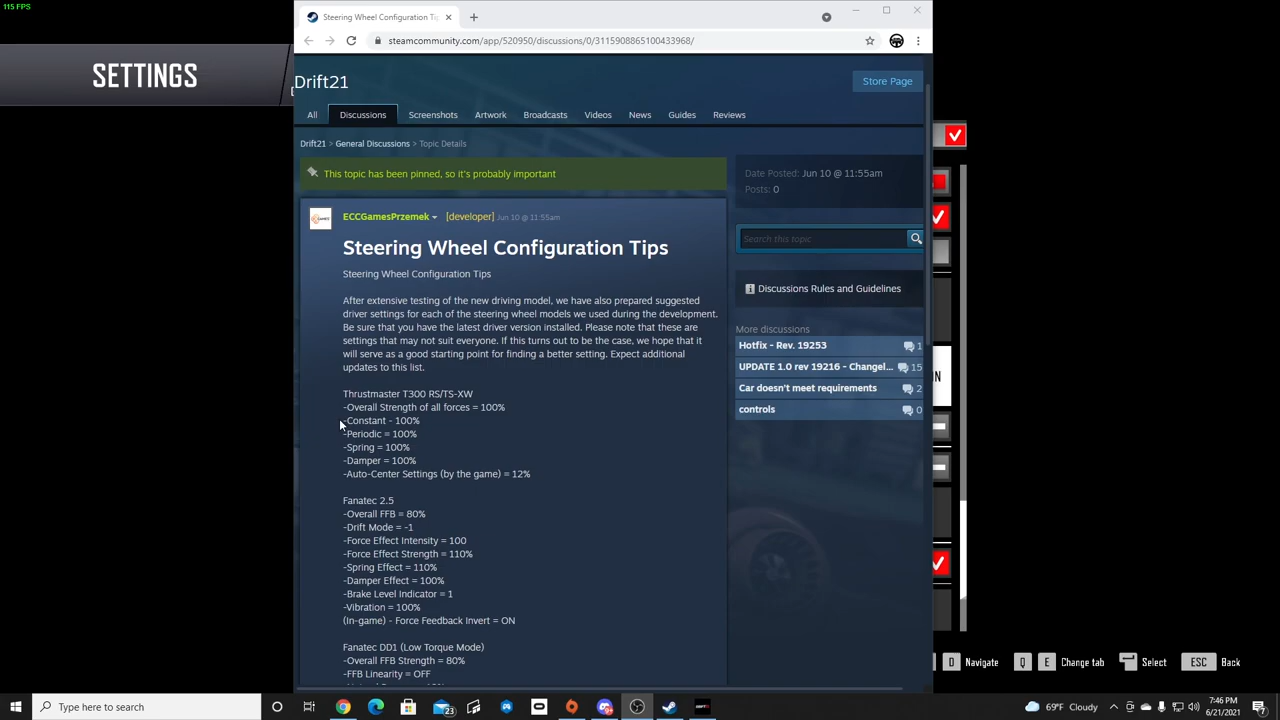 115 FPS
Steering Wheel Configuration Ti
steamcommunity.com/app/520950/discussions/0/3115908865100433968/
SETTINGS
Drift21
Store Page
All
Discussions
Screenshots
Artwork
Broadcasts
Videos
News
Guides
Reviews
Drift21 > General Discussions > Topic Details
This topic has been pinned, so it's probably important
Date Posted: Jun 10 @ 11:55am
Posts: 0
ECCGamesPrzemek [developer] Jun 10 @ 11:55am
Search this topic
Steering Wheel Configuration Tips
Steering Wheel Configuration Tips
Discussions Rules and Guidelines
After extensive testing of the new driving model, we have also prepared suggested
driver settings for each of the steering wheel models we used during the development.
Be sure that you have the latest driver version installed. Please note that these are
settings that may not suit everyone. If this turns out to be the case, we hope that it
will serve as a good starting point for finding a better setting. Expect additional
updates to this list.
More discussions
Hotfix - Rev. 19253 1
UPDATE 1.0 rev 19216 - Changel... 15
Car doesn't meet requirements 2
controls 0
Thrustmaster T300 RS/TS-XW
-Overall Strength of all forces = 100%
-Constant - 100%
-Periodic = 100%
-Spring = 100%
-Damper = 100%
-Auto-Center Settings (by the game) = 12%
Fanatec 2.5
-Overall FFB = 80%
-Drift Mode = -1
-Force Effect Intensity = 100
-Force Effect Strength = 110%
-Spring Effect = 110%
-Damper Effect = 100%
-Brake Level Indicator = 1
-Vibration = 100%
(In-game) - Force Feedback Invert = ON
Fanatec DD1 (Low Torque Mode)
-Overall FFB Strength = 80%
-FFB Linearity = OFF
ON
D Navigate Q E Change tab Select ESC Back
Type here to search
23
69°F Cloudy
7:46 PM
6/21/2021